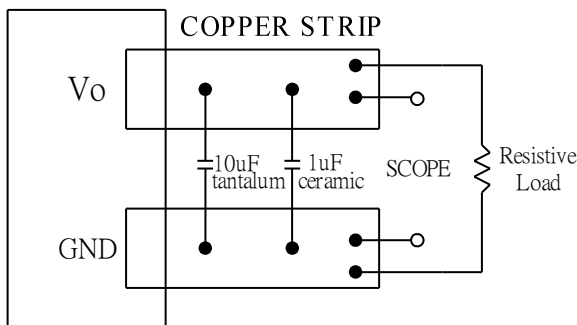 COPPER STRIP
Vo
10uF
tantalum
1uF
ceramic
SCOPE
Resistive
Load
GND